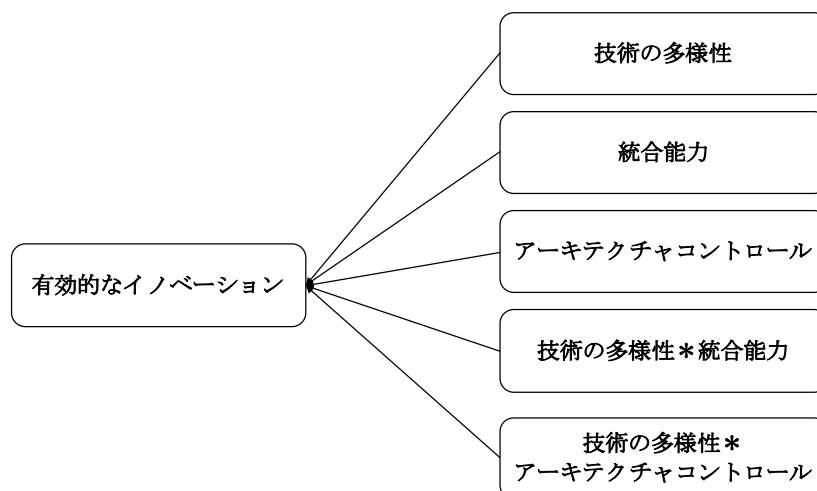 技術の多様性
統合能力
アーキテクチャコントロール
有効的なイノベーション
技術の多様性＊統合能力
技術の多様性＊
アーキテクチャコントロール